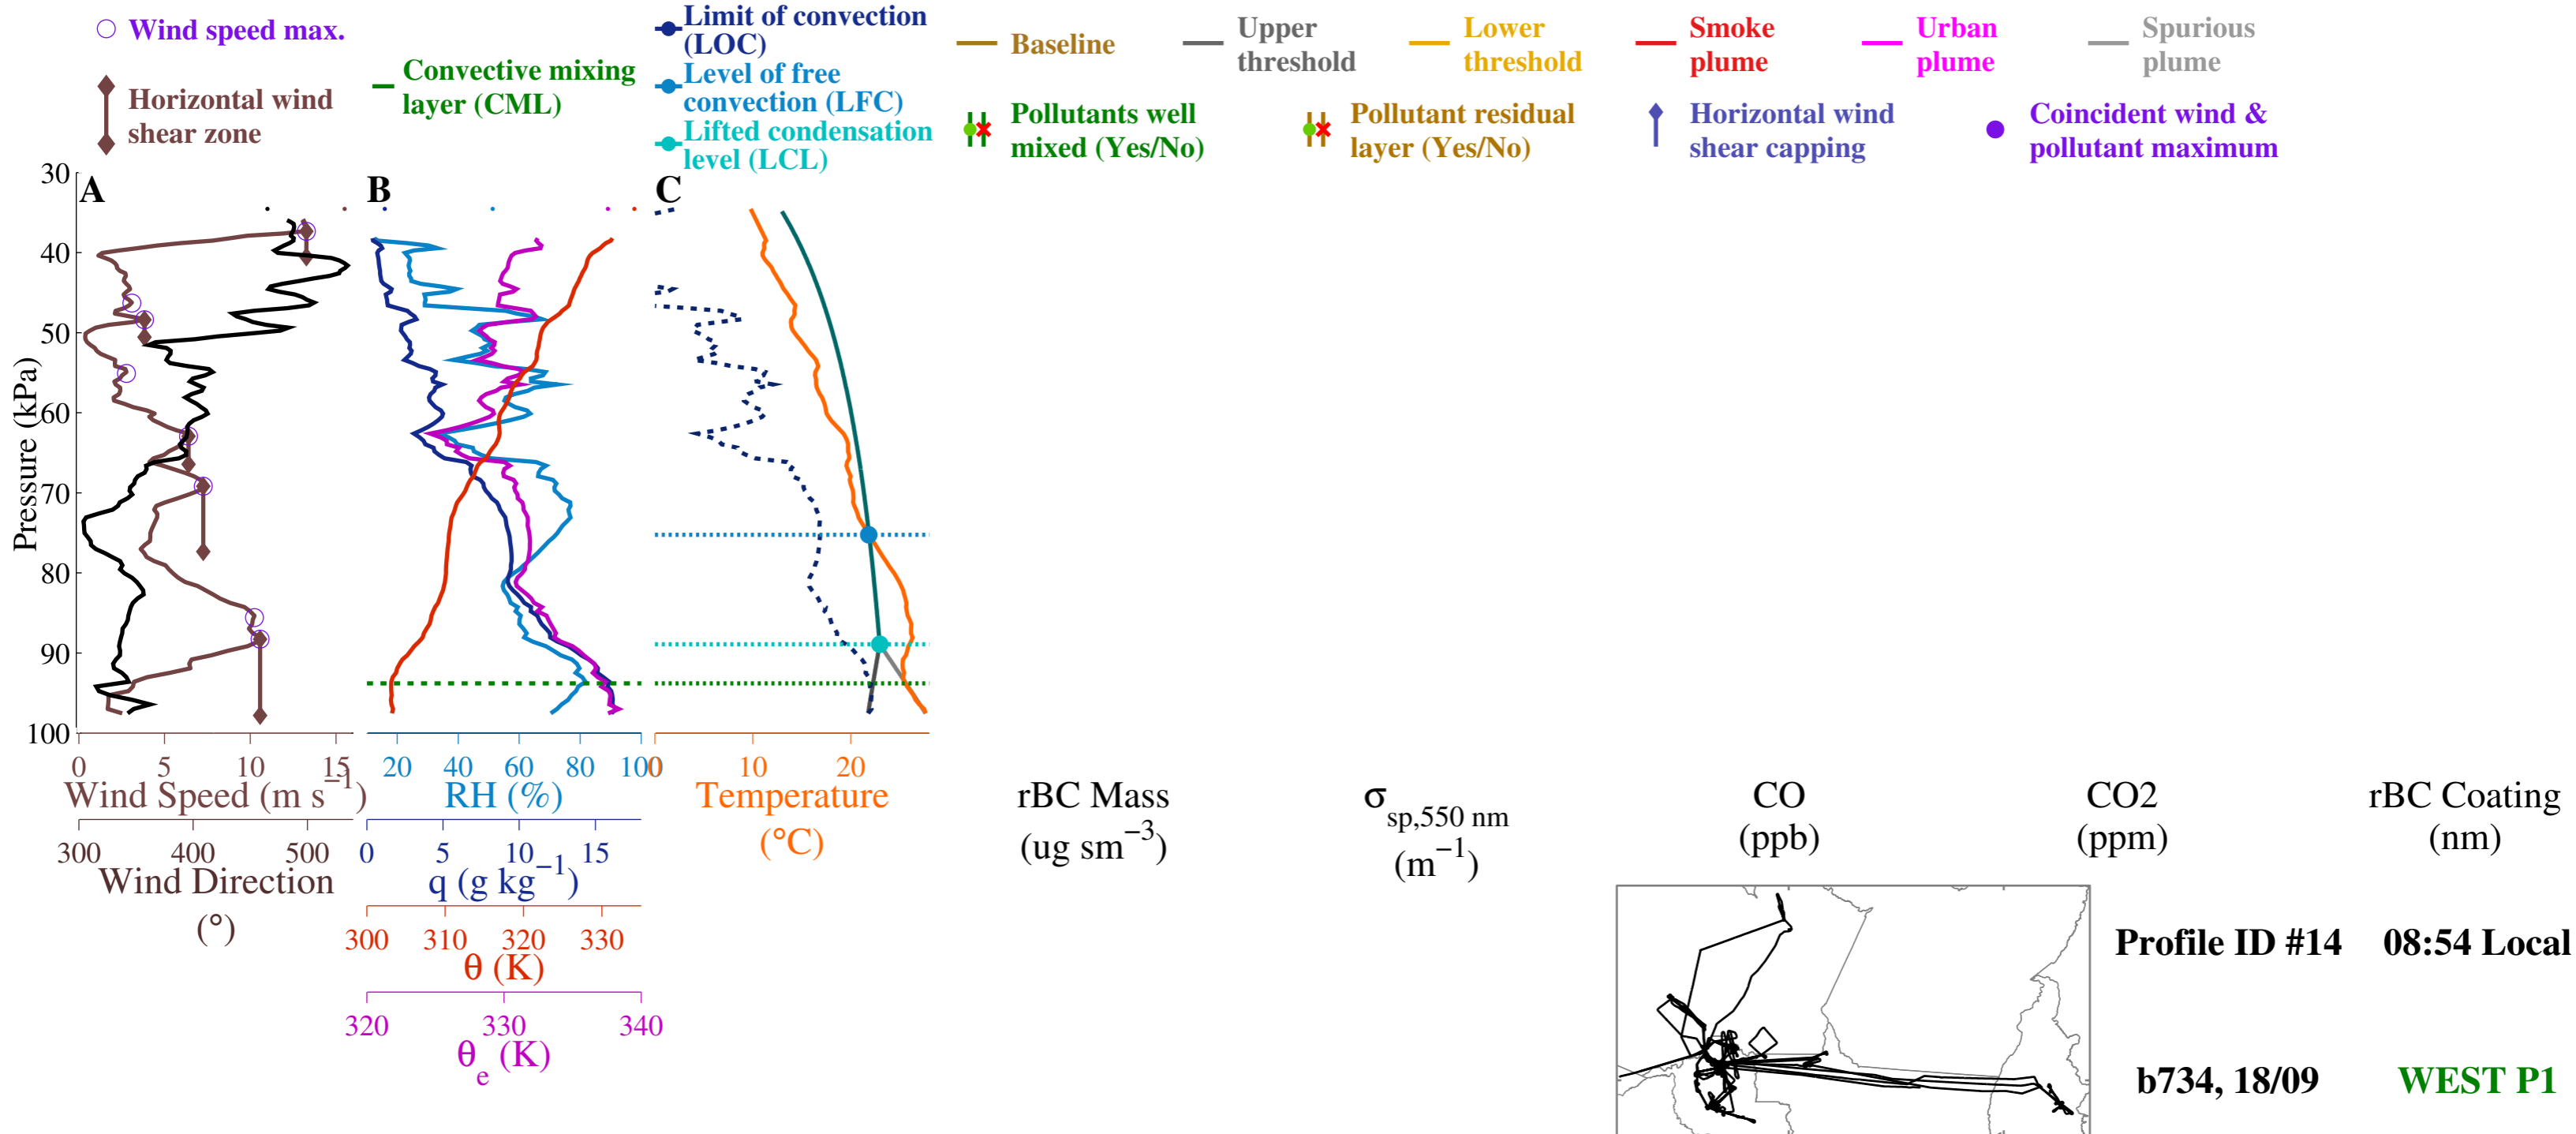 Wind speed max.
Horizontal wind
shear zone
Convective mixing
layer (CML)
Limit of convection
(LOC)
Level of free
convection (LFC)
Lifted condensation
level (LCL)
Baseline
Upper
threshold
Lower
threshold
Smoke
plume
Urban
plume
Spurious
plume
Pollutants well
mixed (Yes/No)
Pollutant residual
layer (Yes/No)
Horizontal wind
shear capping
Coincident wind &
pollutant maximum
A
B
C
Pressure (kPa)
30
40
50
60
70
80
90
100
0 5 10 15
Wind Speed (m s−1)
300 400 500
Wind Direction
(°)
20 40 60 80 100
RH (%)
0 5 10 15
q (g kg−1)
300 310 320 330
θ (K)
320 330 340
θe (K)
0 10 20
Temperature
(°C)
rBC Mass
(ug sm−3)
σsp,550 nm
(m−1)
CO
(ppb)
CO2
(ppm)
rBC Coating
(nm)
Profile ID #14 08:54 Local
b734, 18/09 WEST P1